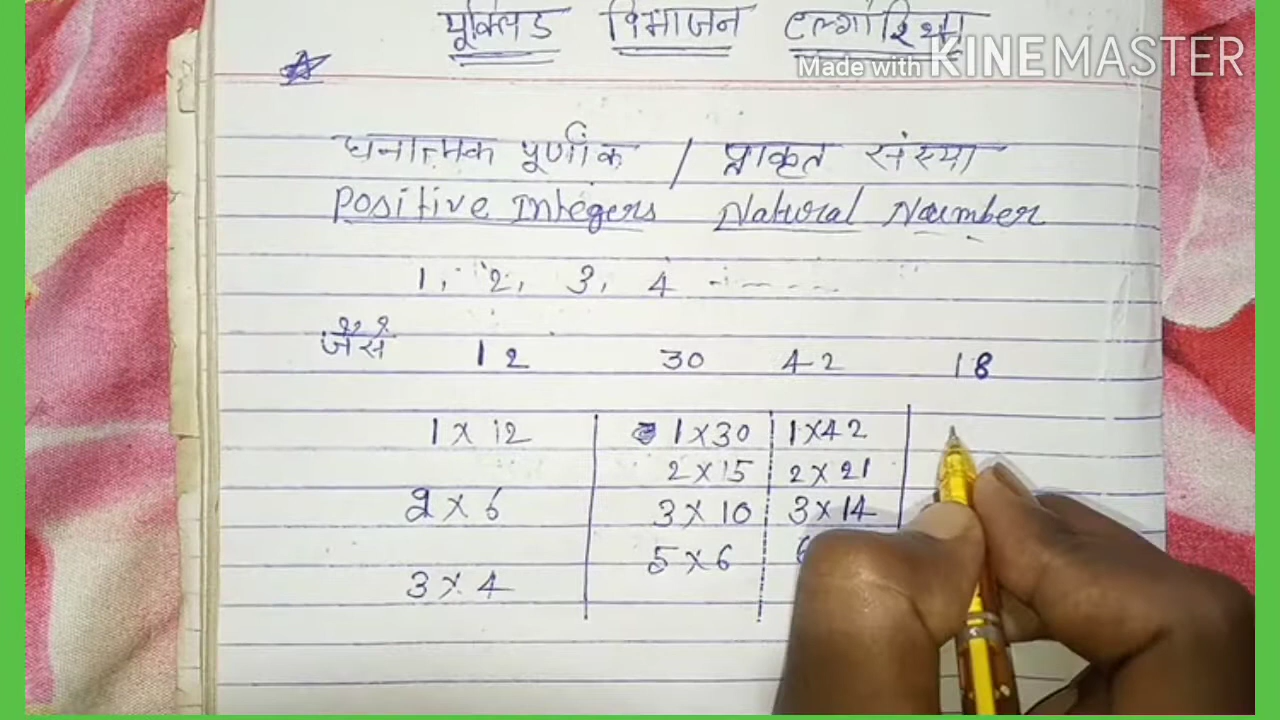 यूक्लिड विभाजन एल्गोरिथ्म
Made with KINEMASTER
धनात्मक पूर्णांक / प्राकृत संख्या
Positive Integers Natural Number
1, 2, 3, 4 -------
जैसे 12 30 42 18
1 x 12 1 x 30 1 x 42
2 x 15 2 x 21
2 x 6 3 x 10 3 x 14
5 x 6 6
3 x 4